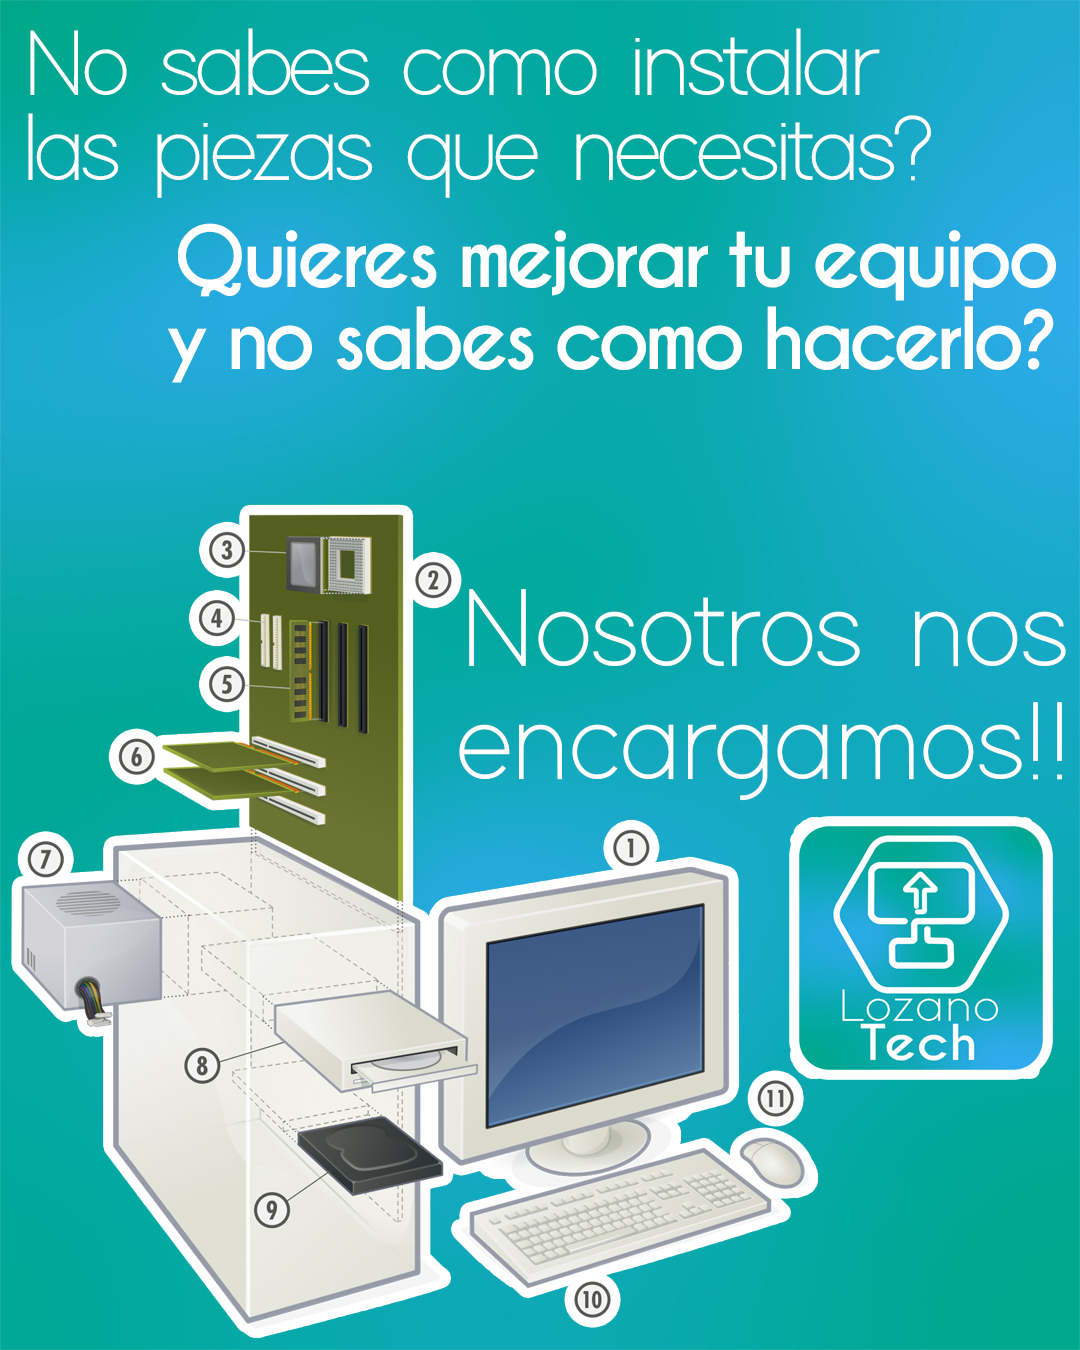 No sabes como instalar
las piezas que necesitas?
Quieres mejorar tu equipo
y no sabes como hacerlo?
3
2
4
5
Nosotros nos
encargamos!!
6
7
1
Lozano
Tech
8
11
9
10